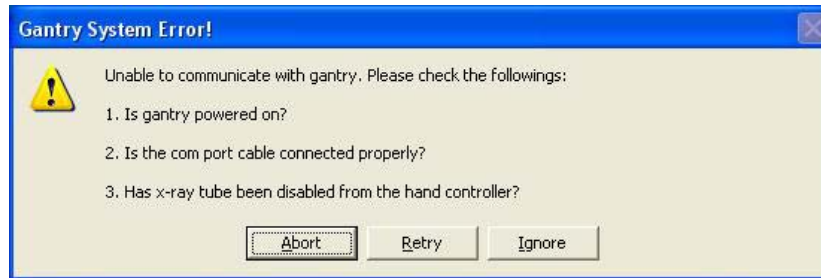 Gantry System Error!
Unable to communicate with gantry. Please check the followings:
1. Is gantry powered on?
2. Is the com port cable connected properly?
3. Has x-ray tube been disabled from the hand controller?
Abort Retry Ignore